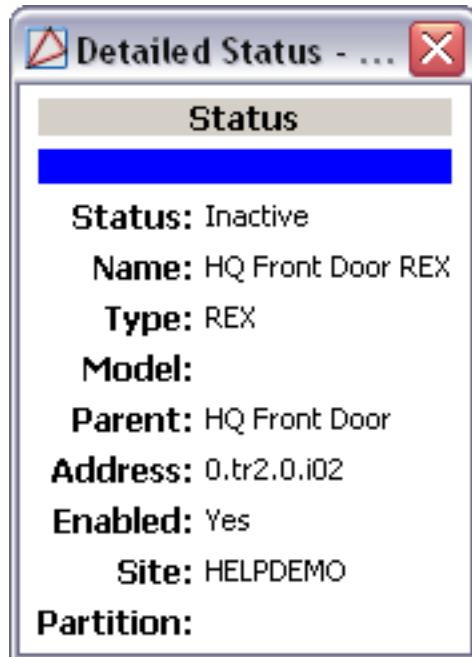 Detailed Status - ...
Status
Status: Inactive
Name: HQ Front Door REX
Type: REX
Model:
Parent: HQ Front Door
Address: 0.tr2.0.i02
Enabled: Yes
Site: HELPDEMO
Partition: